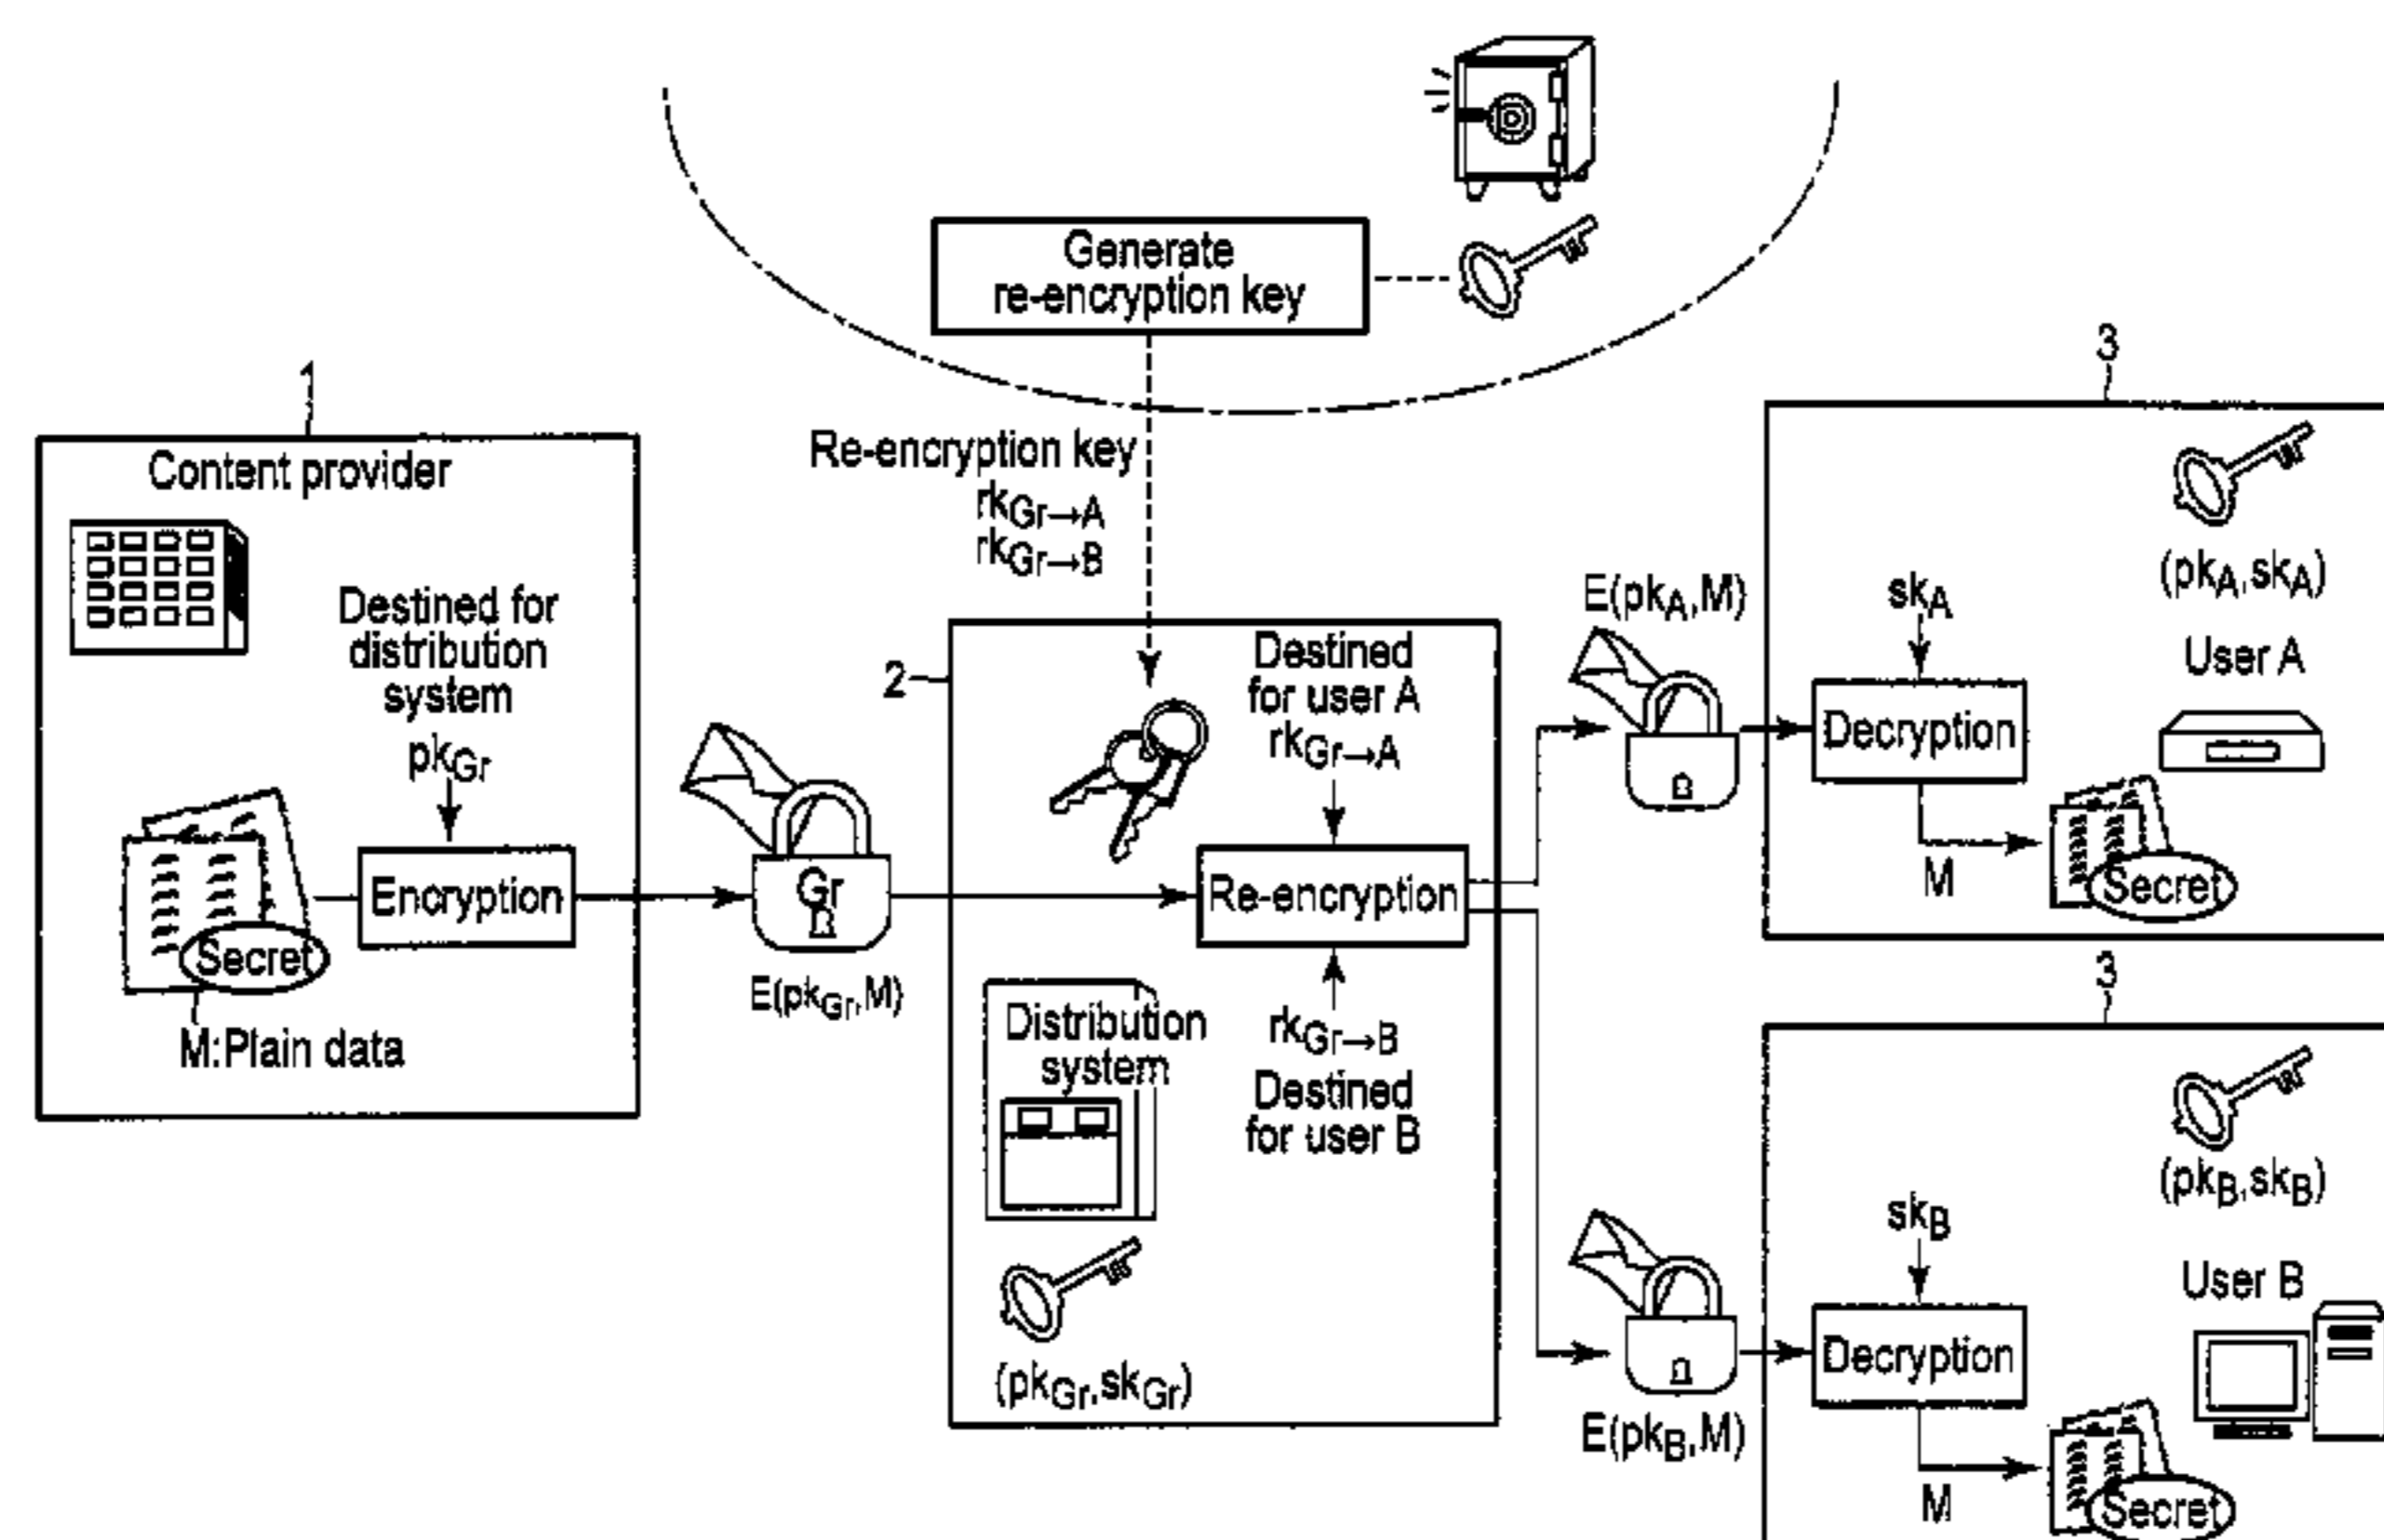 Generate
re-encryption key
1
Content provider
Destined for
distribution
system
pkGr
Encryption
Secret
M:Plain data
Gr
E(pkGr,M)
Re-encryption key
rkGr→A
rkGr→B
2
Destined
for user A
rkGr→A
Re-encryption
rkGr→B
Destined
for user B
Distribution
system
(pkGr,skGr)
E(pkA,M)
3
(pkA,skA)
skA
User A
Decryption
M
Secret
E(pkB,M)
3
(pkB,skB)
skB
User B
Decryption
M
Secret